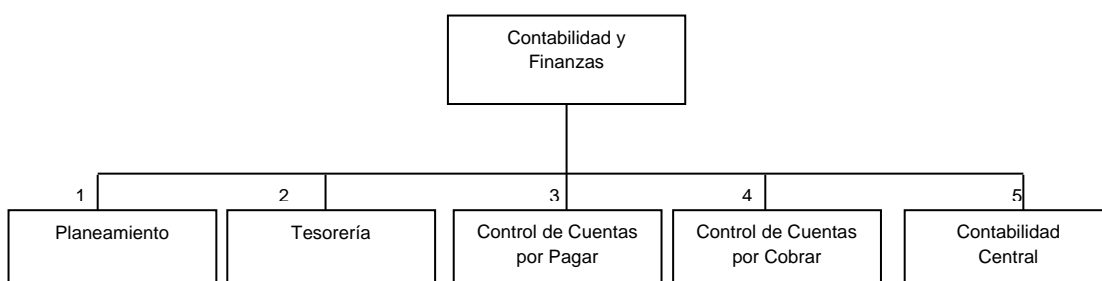 Contabilidad y
Finanzas
1
2
3
4
5
Planeamiento
Tesorería
Control de Cuentas
por Pagar
Control de Cuentas
por Cobrar
Contabilidad
Central